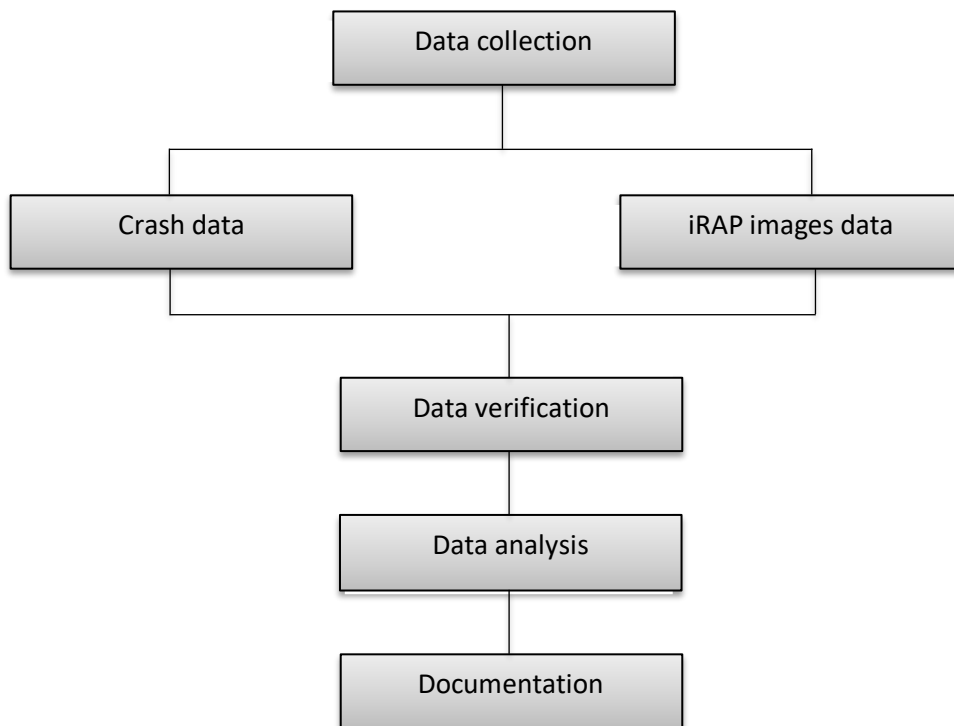 Data collection
Crash data
iRAP images data
Data verification
Data analysis
Documentation